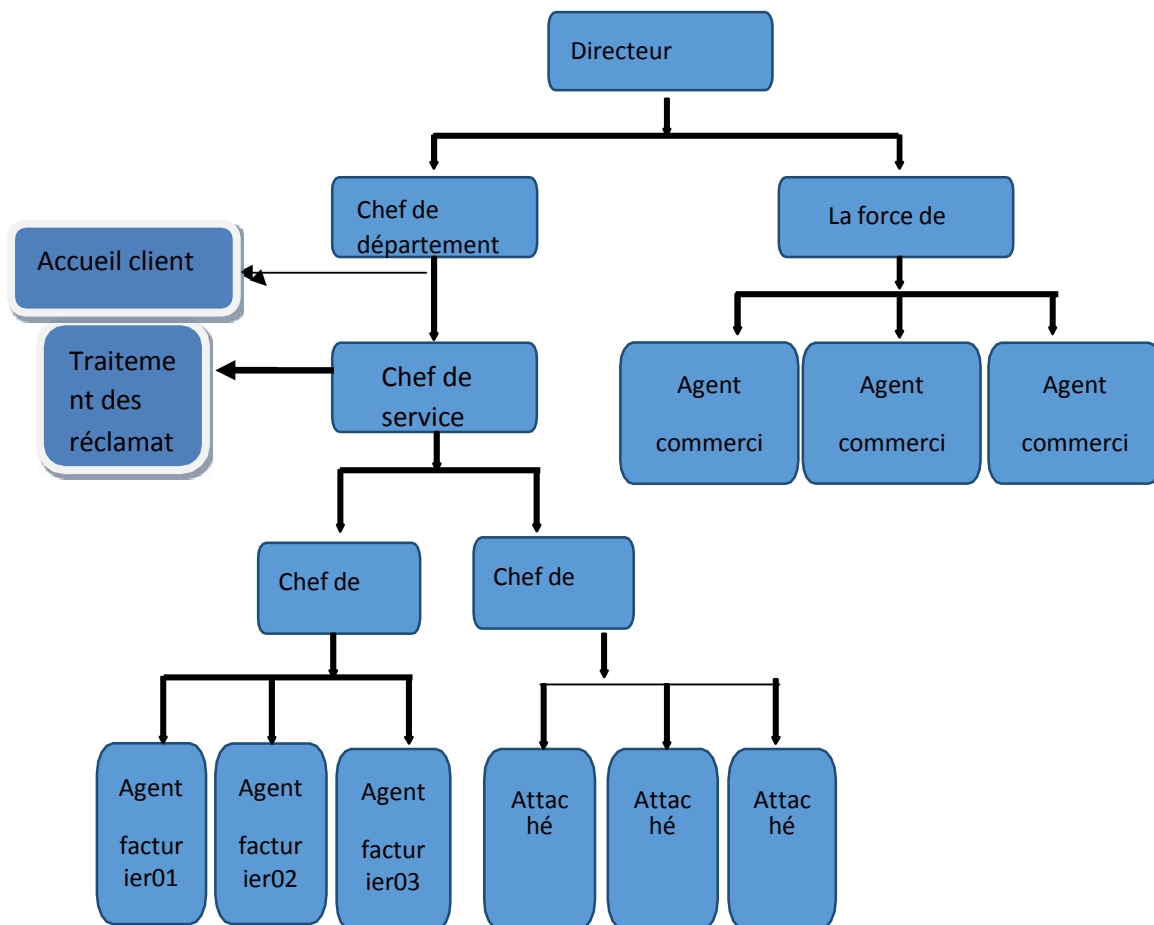 Directeur
Chef de
département
La force de
Accueil client
Traiteme
nt des
réclamat
Chef de
service
Agent
commerci
Agent
commerci
Agent
commerci
Chef de
Chef de
Agent
factur
ier01
Agent
factur
ier02
Agent
factur
ier03
Attac
hé
Attac
hé
Attac
hé